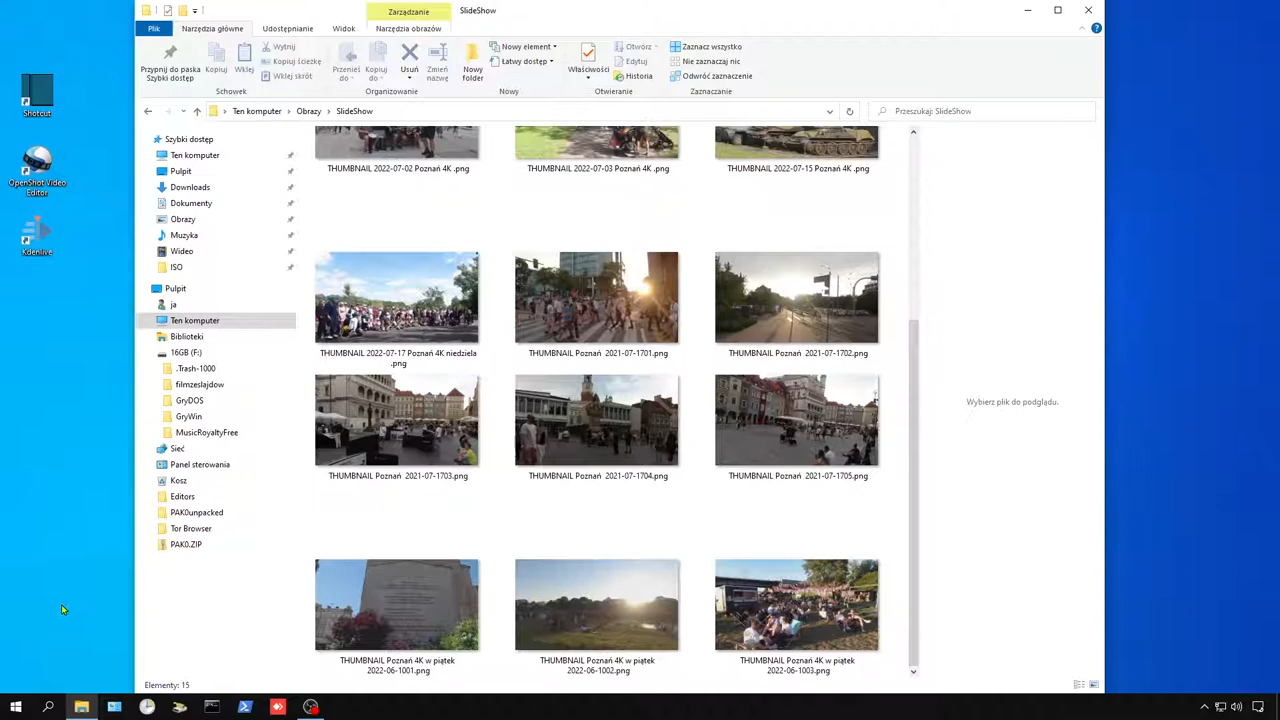 Zarządzanie
SlideShow
Plik
Narzędzia główne
Udostępnianie
Widok
Narzędzia obrazów
Przypnij do paska
Szybki dostęp
Kopiuj
Wklej
Wytnij
Kopiuj ścieżkę
Wklej skrót
Schowek
Przenieś
do
Kopiuj
do
Usuń
Zmień
nazwę
Organizowanie
Nowy
folder
Nowy element
Łatwy dostęp
Nowy
Właściwości
Otwórz
Edytuj
Historia
Otwieranie
Zaznacz wszystko
Nie zaznaczaj nic
Odwróć zaznaczenie
Zaznaczanie
Ten komputer
Obrazy
SlideShow
Przeszukaj: SlideShow
Shotcut
OpenShot Video
Editor
Kdenlive
Szybki dostęp
Ten komputer
Pulpit
Downloads
Dokumenty
Obrazy
Muzyka
Wideo
ISO
Pulpit
ja
Ten komputer
Biblioteki
16GB (F:)
.Trash-1000
filmzeslajdow
GryDOS
GryWin
MusicRoyaltyFree
Sieć
Panel sterowania
Kosz
Editors
PAK0unpacked
Tor Browser
PAK0.ZIP
THUMBNAIL 2022-07-02 Poznań 4K .png
THUMBNAIL 2022-07-03 Poznań 4K .png
THUMBNAIL 2022-07-15 Poznań 4K .png
THUMBNAIL 2022-07-17 Poznań 4K niedziela
.png
THUMBNAIL Poznań  2021-07-1701.png
THUMBNAIL Poznań  2021-07-1702.png
THUMBNAIL Poznań  2021-07-1703.png
THUMBNAIL Poznań  2021-07-1704.png
THUMBNAIL Poznań  2021-07-1705.png
THUMBNAIL Poznań 4K w piątek
2022-06-1001.png
THUMBNAIL Poznań 4K w piątek
2022-06-1002.png
THUMBNAIL Poznań 4K w piątek
2022-06-1003.png
Wybierz plik do podglądu.
Elementy: 15